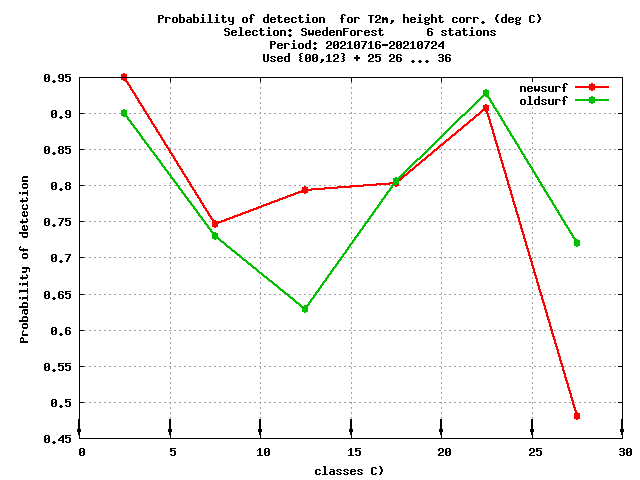 Probability of detection  for T2m, height corr. (deg C)
Selection: SwedenForest      6 stations
Period: 20210716-20210724
Used {00,12} + 25 26 ... 36
newsurf
oldsurf
Probability of detection
0.95
0.9
0.85
0.8
0.75
0.7
0.65
0.6
0.55
0.5
0.45
0 5 10 15 20 25 30
classes C)